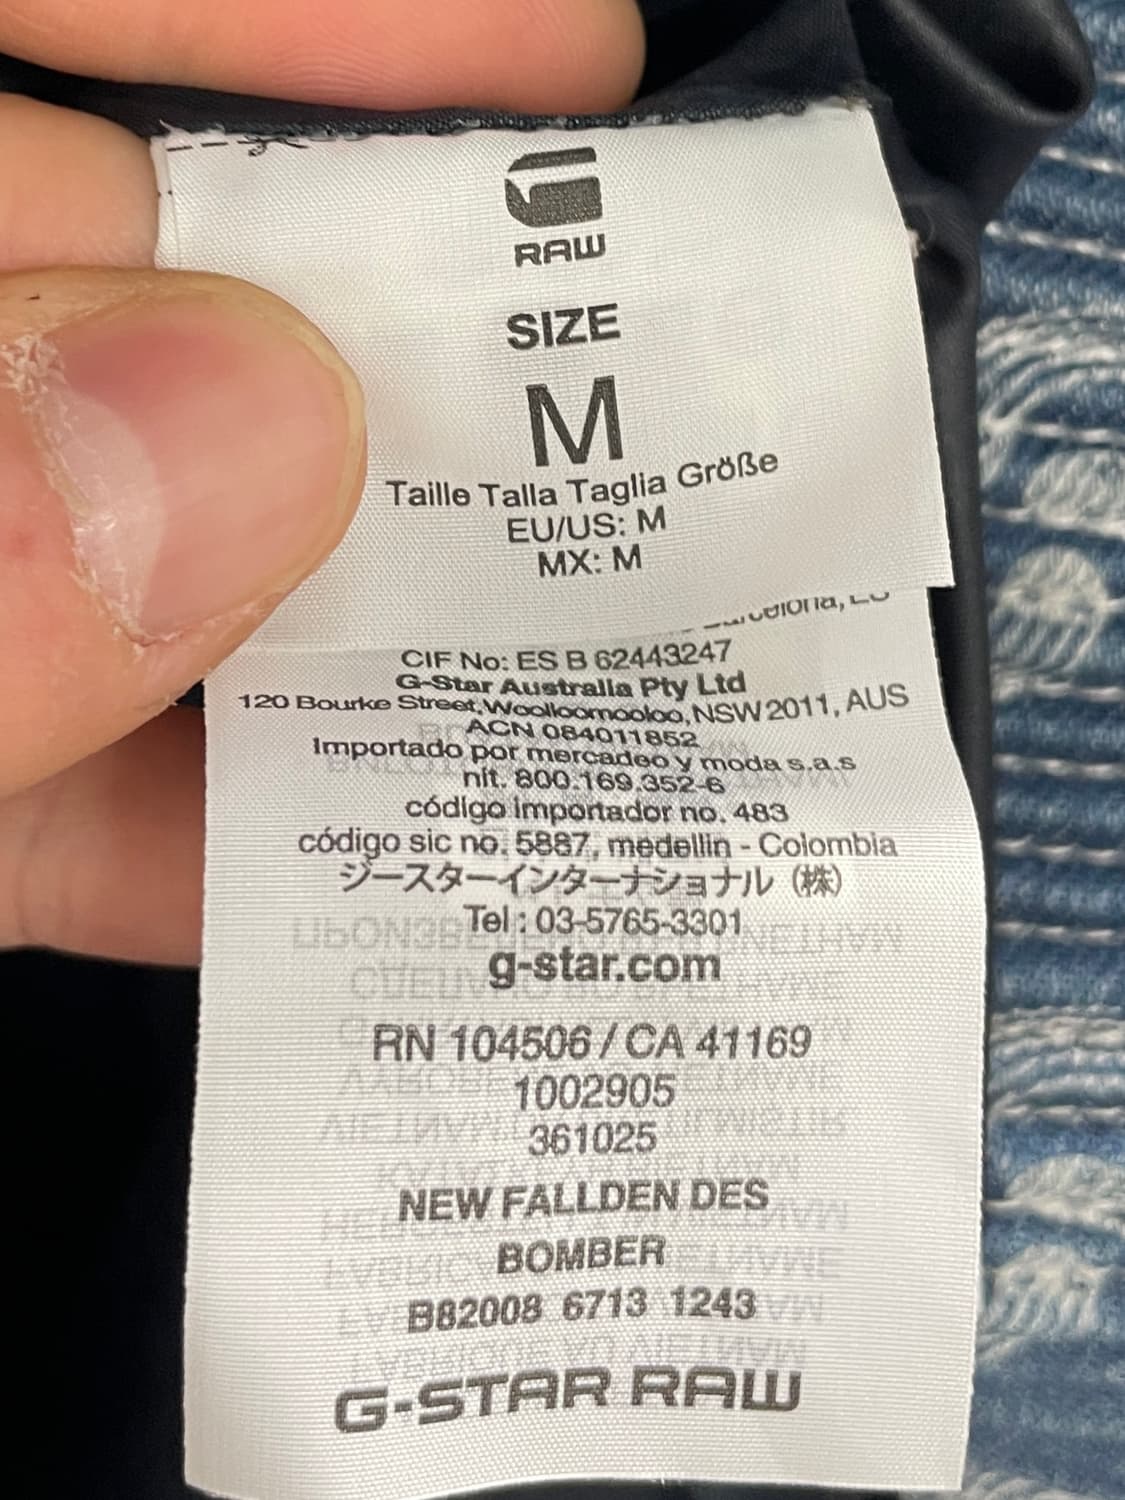 RAW
SIZE
M
Taille Talla Taglia Größe
EU/US: M
MX: M
CIF No: ES B 62443247
G-Star Australia Pty Ltd
120 Bourke Street,Woolloomooloo,NSW 2011, AUS
ACN 084011852
Importado por mercadeo y moda s.a.s
nit. 800.169.352-6
código importador no. 483
código sic no. 5887, medellin - Colombia
ジースターインターナショナル (株)
Tel : 03-5765-3301
g-star.com
RN 104506 / CA 41169
1002905
361025
NEW FALLDEN DES
BOMBER
B82008 6713 1243
G-STAR RAW